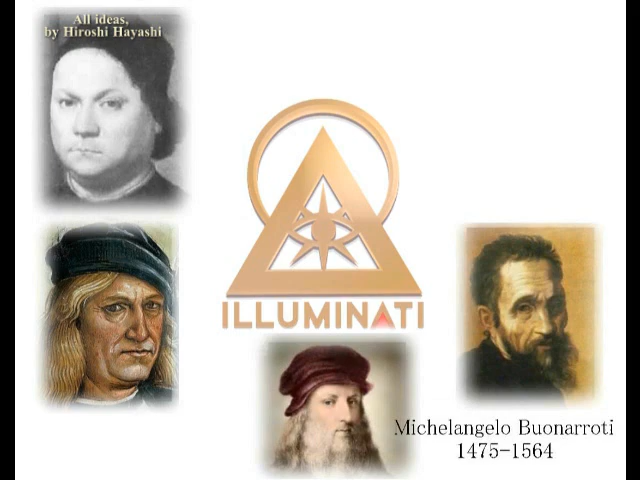 All ideas,
by Hiroshi Hayashi
ILLUMINATI
Michelangelo Buonarroti
1475-1564